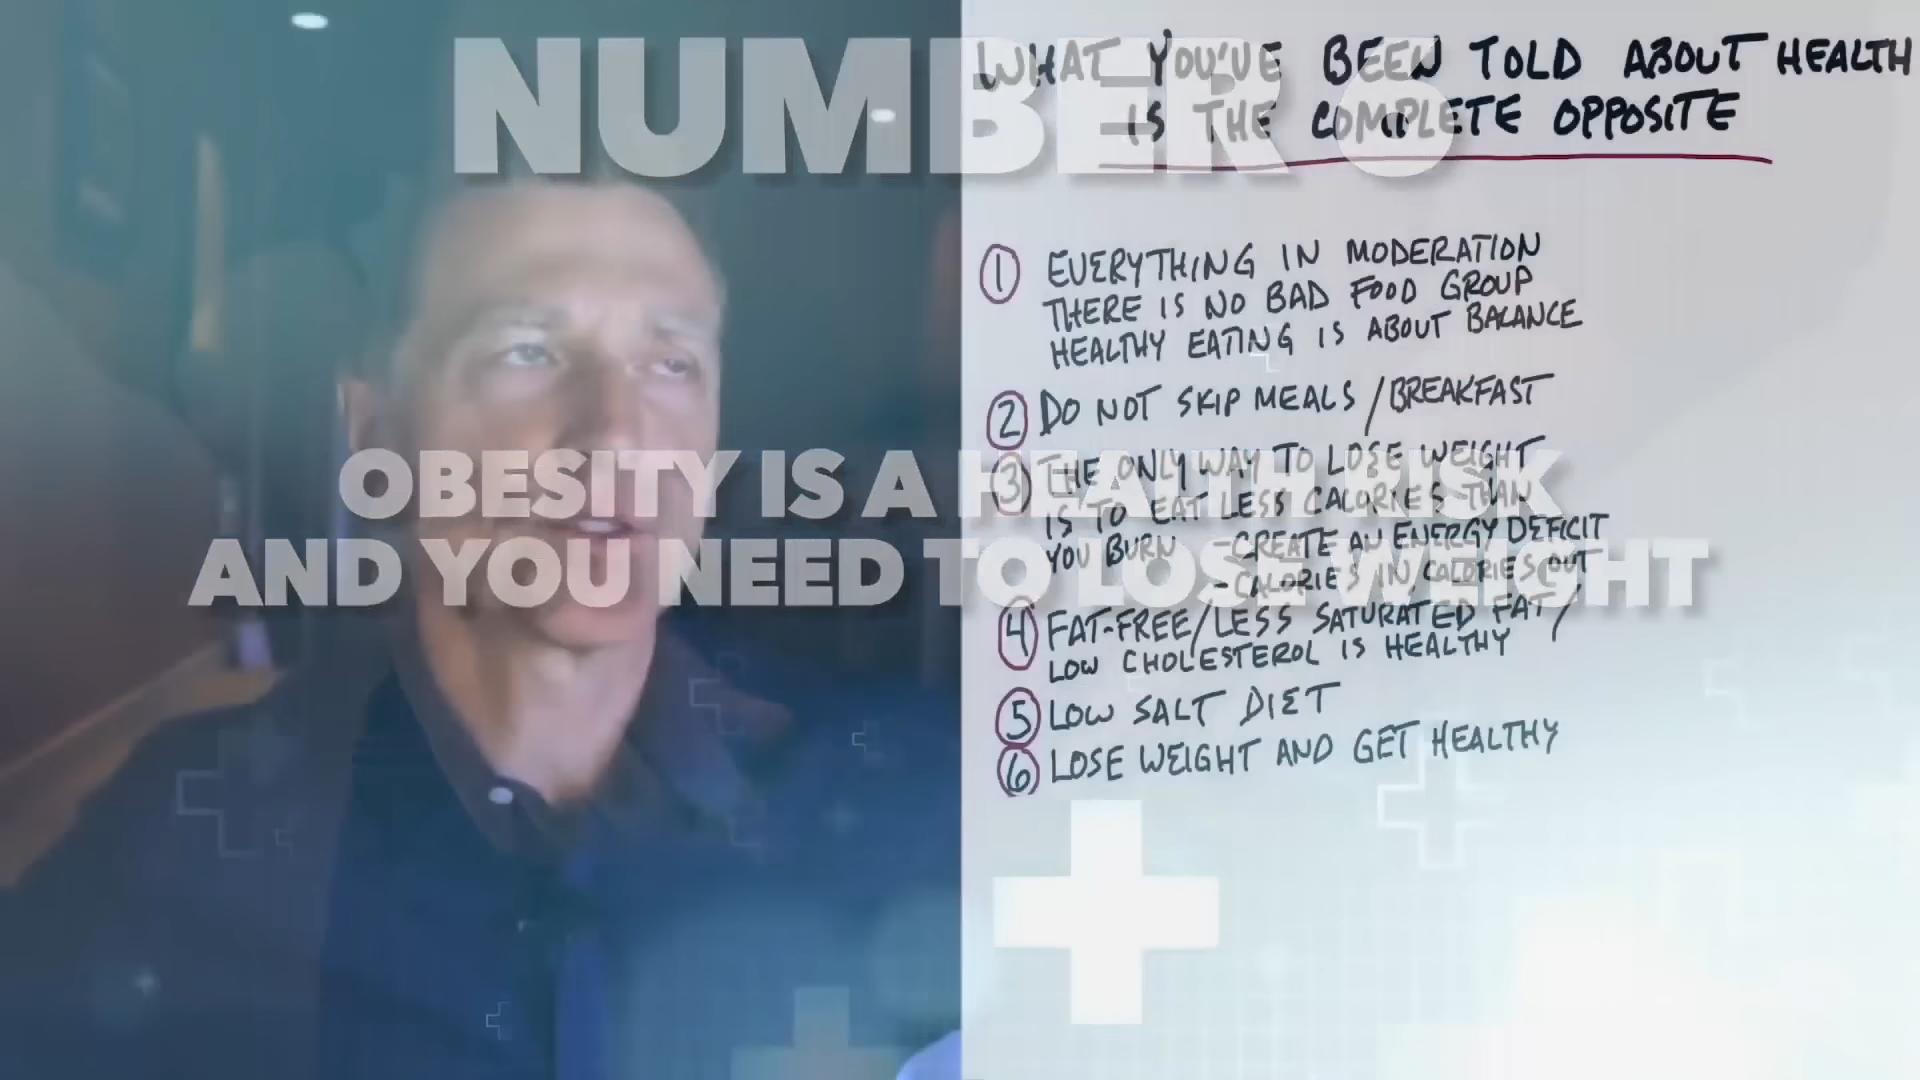 NUMBER 6
OBESITY IS A HEALTH RISK
AND YOU NEED TO LOSE WEIGHT
WHAT YOU'VE BEEN TOLD ABOUT HEALTH
IS THE COMPLETE OPPOSITE
1 EVERYTHING IN MODERATION
THERE IS NO BAD FOOD GROUP
HEALTHY EATING IS ABOUT BALANCE
2 DO NOT SKIP MEALS / BREAKFAST
3 THE ONLY WAY TO LOSE WEIGHT
IS TO EAT LESS CALORIES THAN
YOU BURN - CREATE AN ENERGY DEFICIT
- CALORIES IN CALORIES OUT
4 FAT-FREE/LESS SATURATED FAT/
LOW CHOLESTEROL IS HEALTHY
5 LOW SALT DIET
6 LOSE WEIGHT AND GET HEALTHY